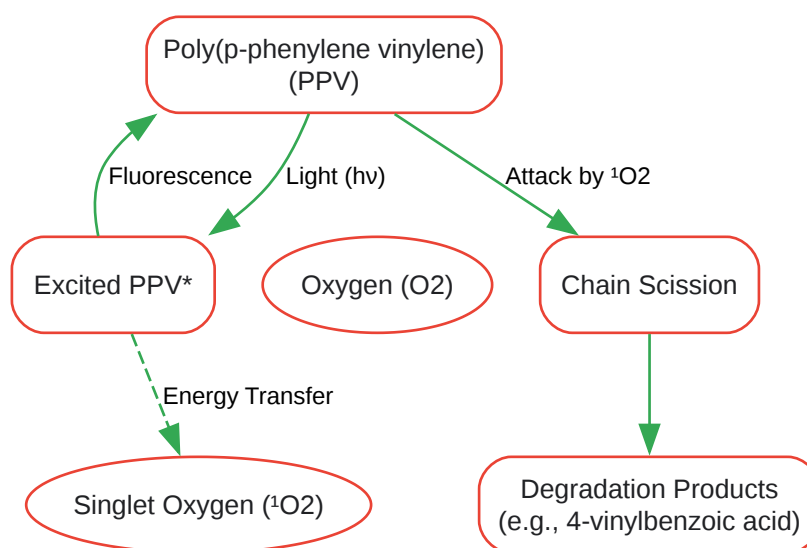 Poly(p-phenylene vinylene)
(PPV)
Fluorescence
Light (hν)
Attack by ¹O2
Excited PPV*
Oxygen (O2)
Chain Scission
Energy Transfer
Singlet Oxygen (¹O2)
Degradation Products
(e.g., 4-vinylbenzoic acid)